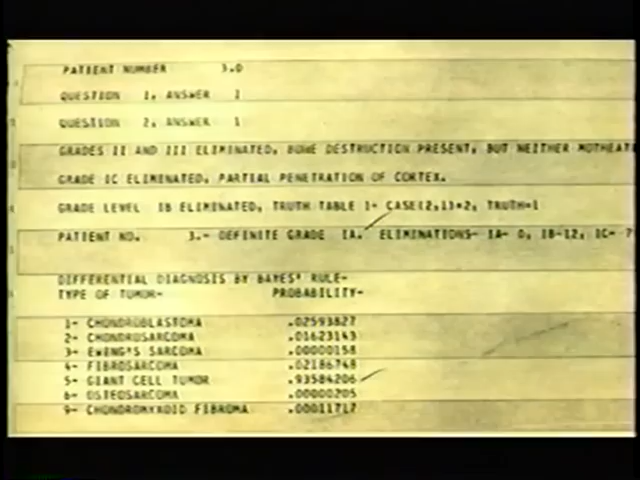 PATIENT NUMBER 3.0
QUESTION 1, ANSWER 1
QUESTION 2, ANSWER 1
GRADES II AND III ELIMINATED, BONE DESTRUCTION PRESENT, BUT NEITHER MOTHEAT
GRADE IC ELIMINATED, PARTIAL PENETRATION OF CORTEX.
GRADE LEVEL IB ELIMINATED, TRUTH TABLE 1- CASE(2,1)=2, TRUTH=1
PATIENT NO. 3.- DEFINITE GRADE IA. ELIMINATIONS- IA- 0, IB-12, IC- 7
DIFFERENTIAL DIAGNOSIS BY BAYES' RULE-
TYPE OF TUMOR- PROBABILITY-
1- CHONDROBLASTOMA .02593827
2- CHONDROSARCOMA .01623143
3- EWING'S SARCOMA .00000158
4- FIBROSARCOMA .02186748
5- GIANT CELL TUMOR .93584206
6- OSTEOSARCOMA .00000205
9- CHONDROMYXOID FIBROMA .00011717